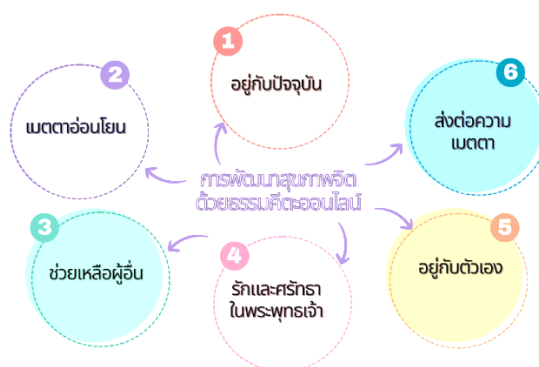 การพัฒนาสุขภาพจิต
ด้วยธรรมคีตะออนไลน์
1
อยู่กับปัจจุบัน
2
เมตตาอ่อนโยน
3
ช่วยเหลือผู้อื่น
4
รักและศรัทธา
ในพระพุทธเจ้า
5
อยู่กับตัวเอง
6
ส่งต่อความ
เมตตา